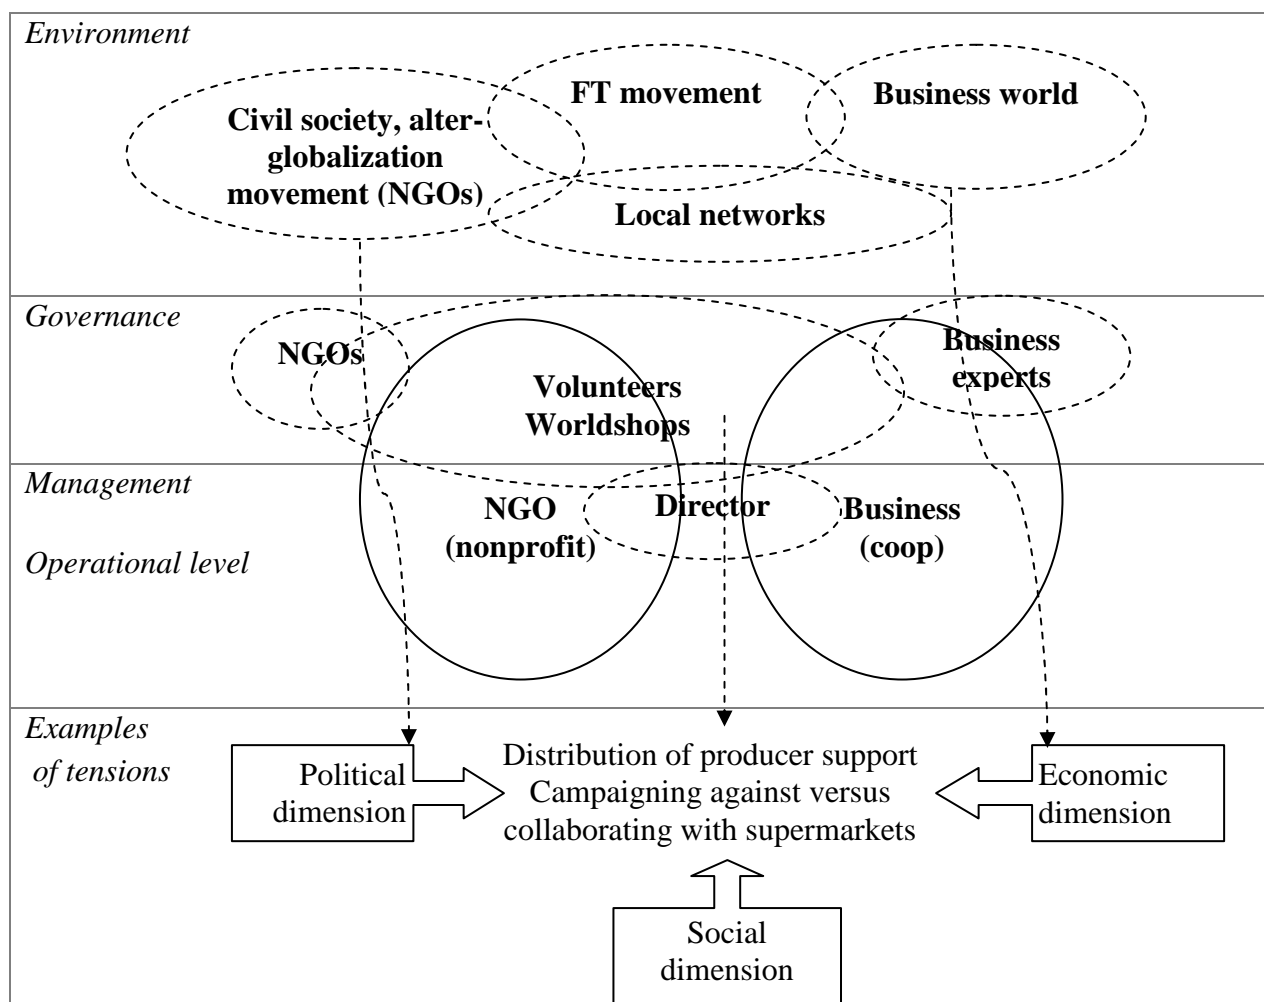 Environment
FT movement
Business world
Civil society, alter-
globalization
movement (NGOs)
Local networks
Governance
NGOs
Business
experts
Volunteers
Worldshops
Management
Director
NGO
(nonprofit)
Business
(coop)
Operational level
Examples
of tensions
Political
dimension
Distribution of producer support
Campaigning against versus
collaborating with supermarkets
Economic
dimension
Social
dimension